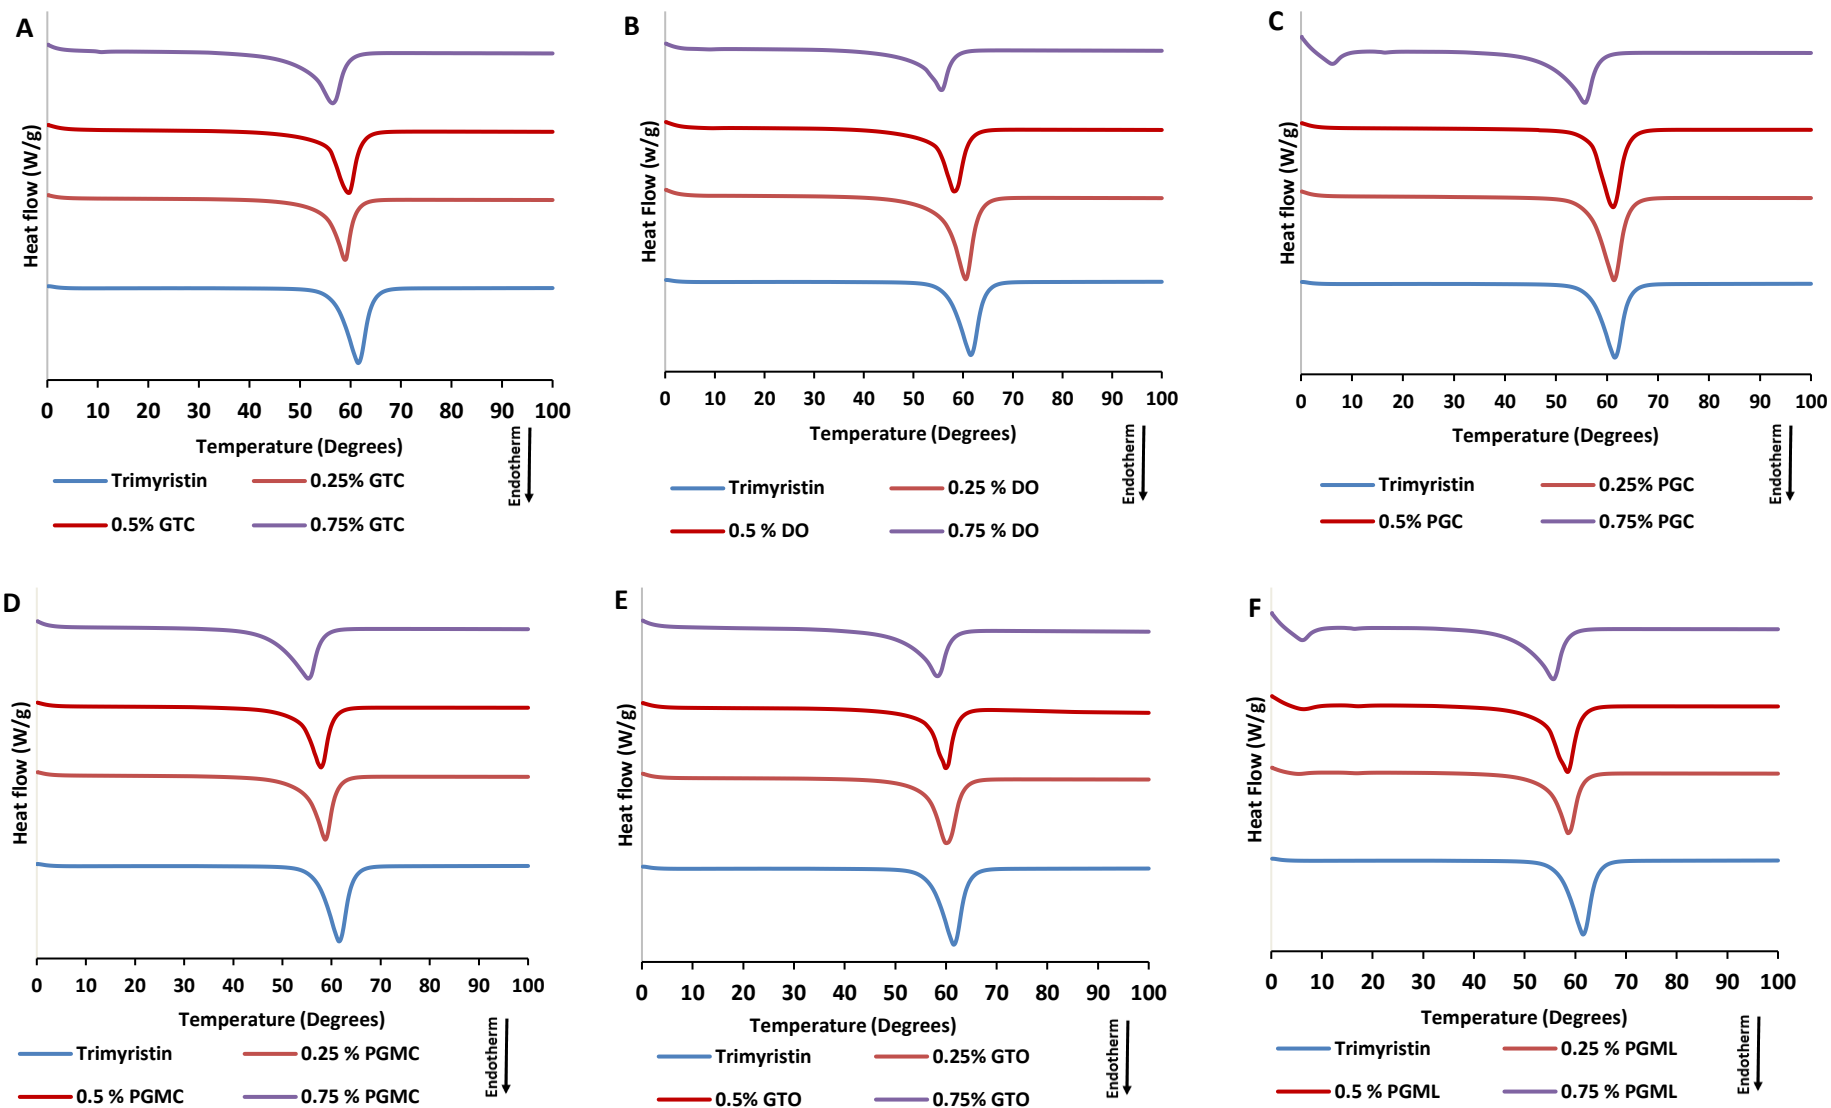 A
Heat flow (W/g)
0 10 20 30 40 50 60 70 80 90 100
Temperature (Degrees)
Endotherm
Trimyristin 0.25% GTC
0.5% GTC 0.75% GTC
B
Heat Flow (w/g)
0 10 20 30 40 50 60 70 80 90 100
Temperature (Degrees)
Endotherm
Trimyristin 0.25 % DO
0.5 % DO 0.75 % DO
C
Heat flow (W/g)
0 10 20 30 40 50 60 70 80 90 100
Temperature (Degrees)
Endotherm
Trimyristin 0.25% PGC
0.5% PGC 0.75% PGC
D
Heat flow (W/g)
0 10 20 30 40 50 60 70 80 90 100
Temperature (Degrees)
Endotherm
Trimyristin 0.25 % PGMC
0.5 % PGMC 0.75 % PGMC
E
Heat flow (W/g)
0 10 20 30 40 50 60 70 80 90 100
Temperature (Degrees)
Endotherm
Trimyristin 0.25% GTO
0.5% GTO 0.75% GTO
F
Heat Flow (W/g)
0 10 20 30 40 50 60 70 80 90 100
Temperature (Degrees)
Endotherm
Trimyristin 0.25 % PGML
0.5 % PGML 0.75 % PGML